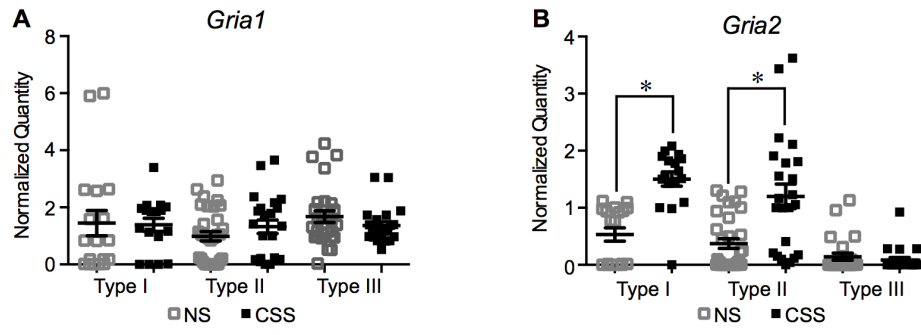 A
Gria1
Normalized Quantity
8
6
4
2
0
Type I
Type II
Type III
NS
CSS
B
Gria2
Normalized Quantity
4
3
2
1
0
*
*
Type I
Type II
Type III
NS
CSS